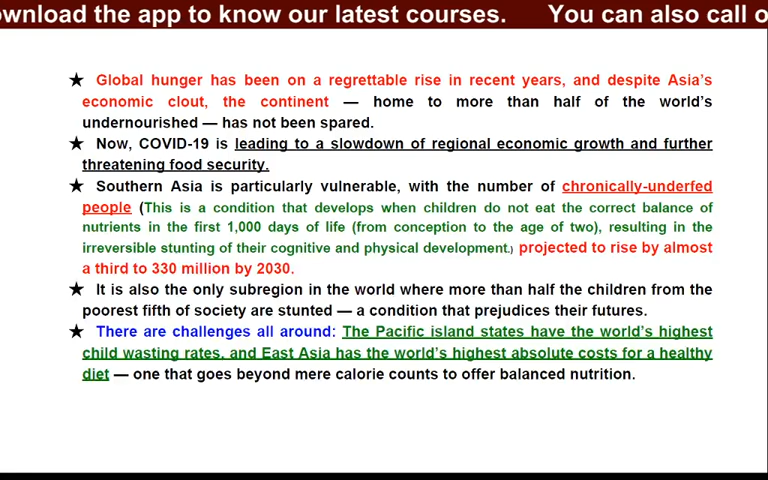 ownload the app to know our latest courses. You can also call o
★ Global hunger has been on a regrettable rise in recent years, and despite Asia's
economic clout, the continent — home to more than half of the world's
undernourished — has not been spared.
★ Now, COVID-19 is leading to a slowdown of regional economic growth and further
threatening food security.
★ Southern Asia is particularly vulnerable, with the number of chronically-underfed
people (This is a condition that develops when children do not eat the correct balance of
nutrients in the first 1,000 days of life (from conception to the age of two), resulting in the
irreversible stunting of their cognitive and physical development.) projected to rise by almost
a third to 330 million by 2030.
★ It is also the only subregion in the world where more than half the children from the
poorest fifth of society are stunted — a condition that prejudices their futures.
★ There are challenges all around: The Pacific island states have the world's highest
child wasting rates, and East Asia has the world's highest absolute costs for a healthy
diet — one that goes beyond mere calorie counts to offer balanced nutrition.